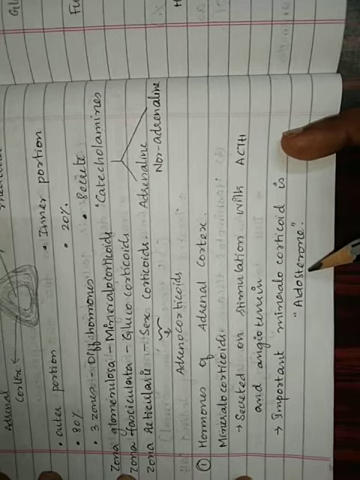 Adrenal
Cortex
• outer portion • Inner portion
• 80% • 20%
• 3 zones - Diff hormones • Secrete
Zona glomerulosa - Mineralocorticoids "Catecholamines
Zona fasciculata - Gluco corticoids
Zona Reticularis - Sex corticoids. Adrenaline Nor-adrenaline
Adrenocorticoids
① Hormones of Adrenal Cortex.
Mineralocorticoids
→ Secreted on stimulation with ACTH
and angiotensin
→ Important mineralo corticoid is
"Aldosterone".